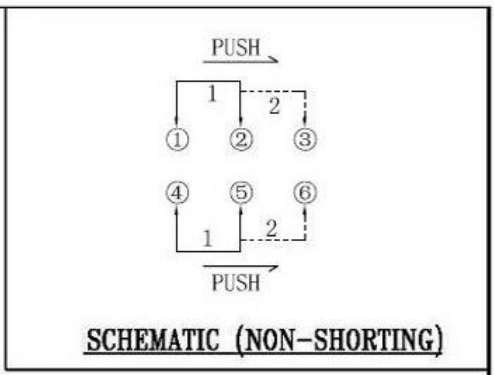 PUSH
1 2
① ② ③
④ ⑤ ⑥
1 2
PUSH
SCHEMATIC (NON-SHORTING)